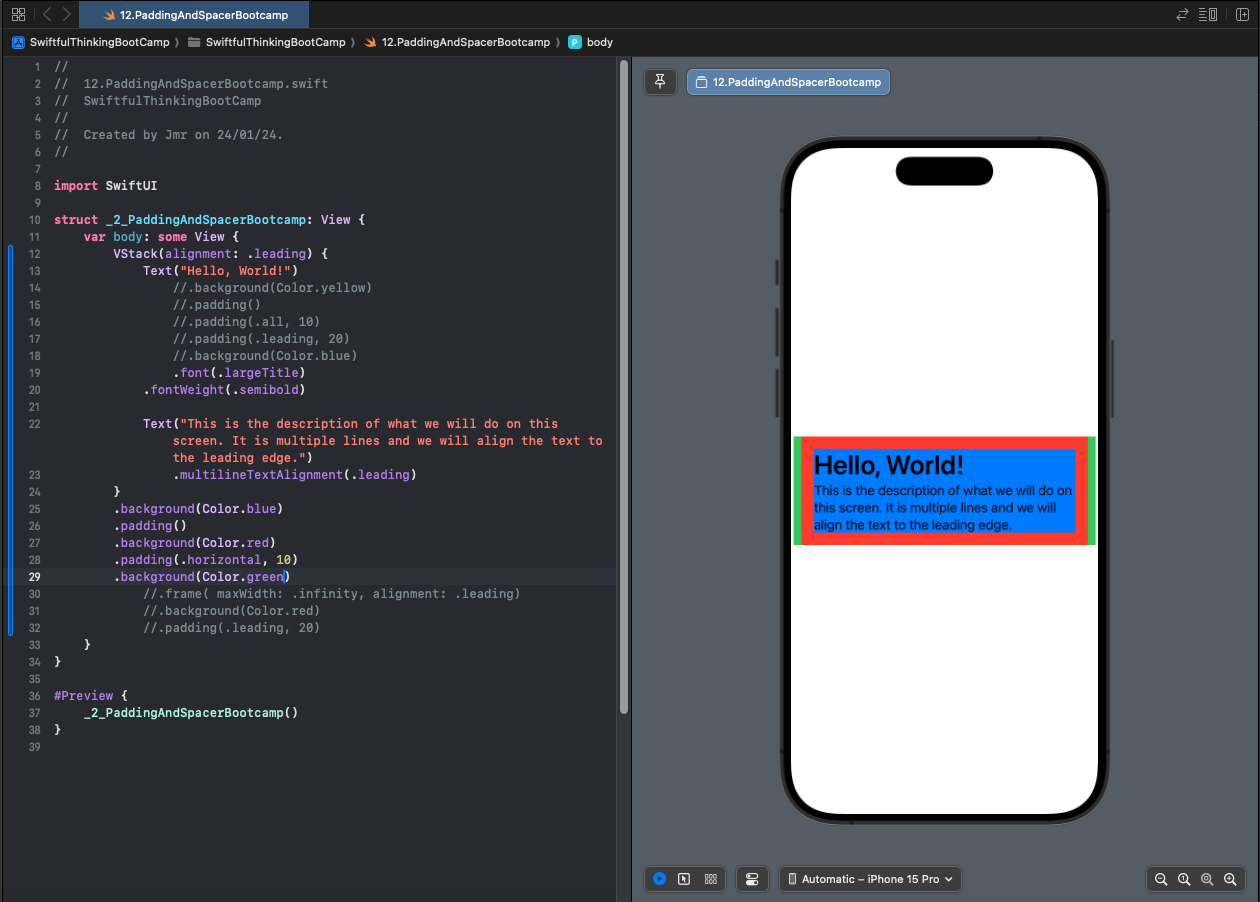 12.PaddingAndSpacerBootcamp
SwiftfulThinkingBootCamp 〉 SwiftfulThinkingBootCamp 〉 12.PaddingAndSpacerBootcamp 〉 P body
1 //
2 //  12.PaddingAndSpacerBootcamp.swift
3 //  SwiftfulThinkingBootCamp
4 //
5 //  Created by Jmr on 24/01/24.
6 //
7
8 import SwiftUI
9
10 struct _2_PaddingAndSpacerBootcamp: View {
11     var body: some View {
12         VStack(alignment: .leading) {
13             Text("Hello, World!")
14                 //.background(Color.yellow)
15                 //.padding()
16                 //.padding(.all, 10)
17                 //.padding(.leading, 20)
18                 //.background(Color.blue)
19                 .font(.largeTitle)
20             .fontWeight(.semibold)
21
22             Text("This is the description of what we will do on this
screen. It is multiple lines and we will align the text to
the leading edge.")
23                 .multilineTextAlignment(.leading)
24         }
25         .background(Color.blue)
26         .padding()
27         .background(Color.red)
28         .padding(.horizontal, 10)
29         .background(Color.green)
30             //.frame( maxWidth: .infinity, alignment: .leading)
31             //.background(Color.red)
32             //.padding(.leading, 20)
33     }
34 }
35
36 #Preview {
37     _2_PaddingAndSpacerBootcamp()
38 }
39
12.PaddingAndSpacerBootcamp
Hello, World!
This is the description of what we will do on
this screen. It is multiple lines and we will
align the text to the leading edge.
Automatic – iPhone 15 Pro